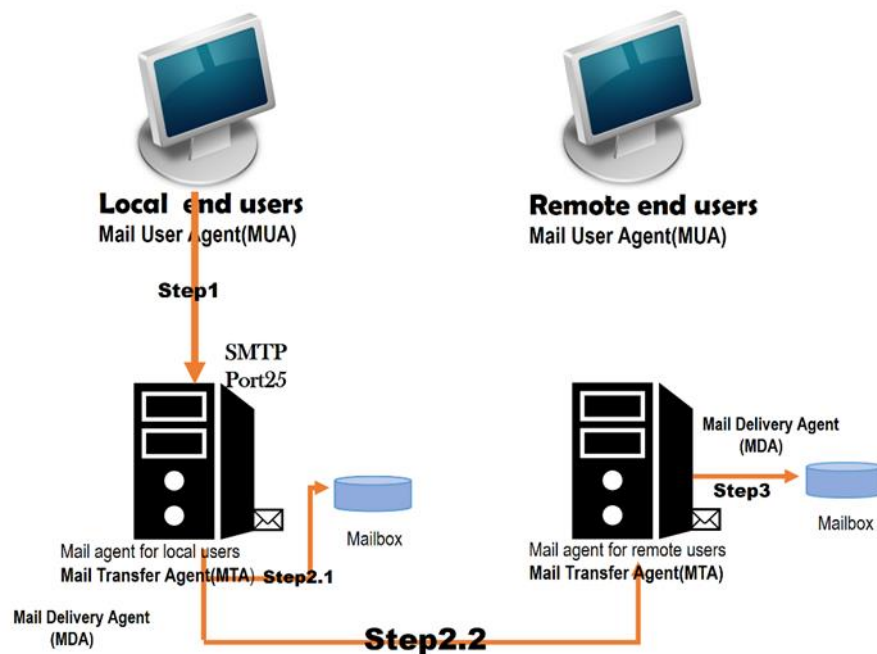 Local end users
Mail User Agent(MUA)
Remote end users
Mail User Agent(MUA)
Step1
SMTP
Port25
Mail Delivery Agent
(MDA)
Step3
Mailbox
Mailbox
Mail agent for local users
Mail Transfer Agent(MTA)
Step2.1
Mail agent for remote users
Mail Transfer Agent(MTA)
Mail Delivery Agent
(MDA)
Step2.2